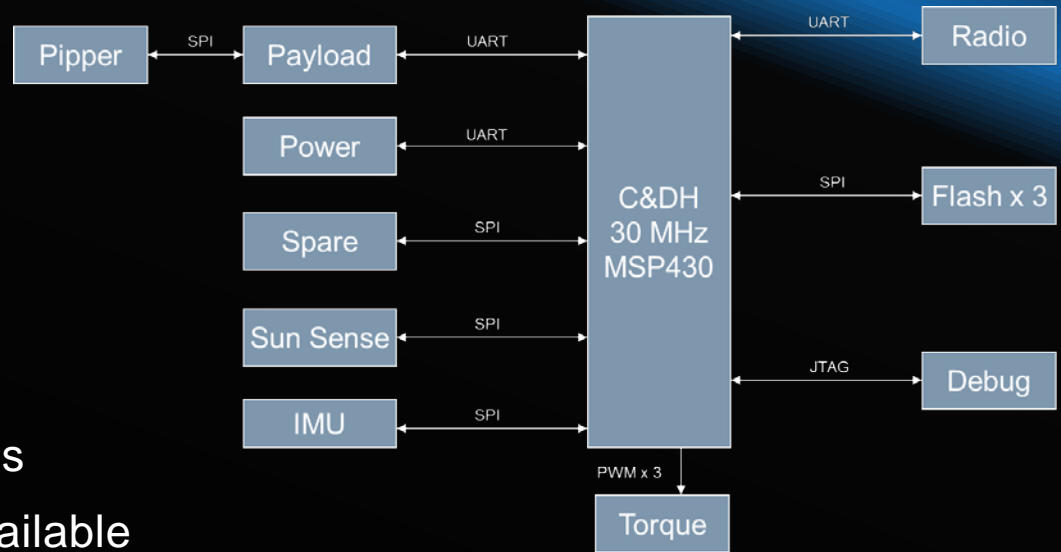 Pipper
SPI
Payload
UART
UART
Radio
Power
UART
C&DH
30 MHz
MSP430
SPI
Flash x 3
Spare
SPI
Sun Sense
SPI
JTAG
Debug
IMU
SPI
PWM x 3
Torque